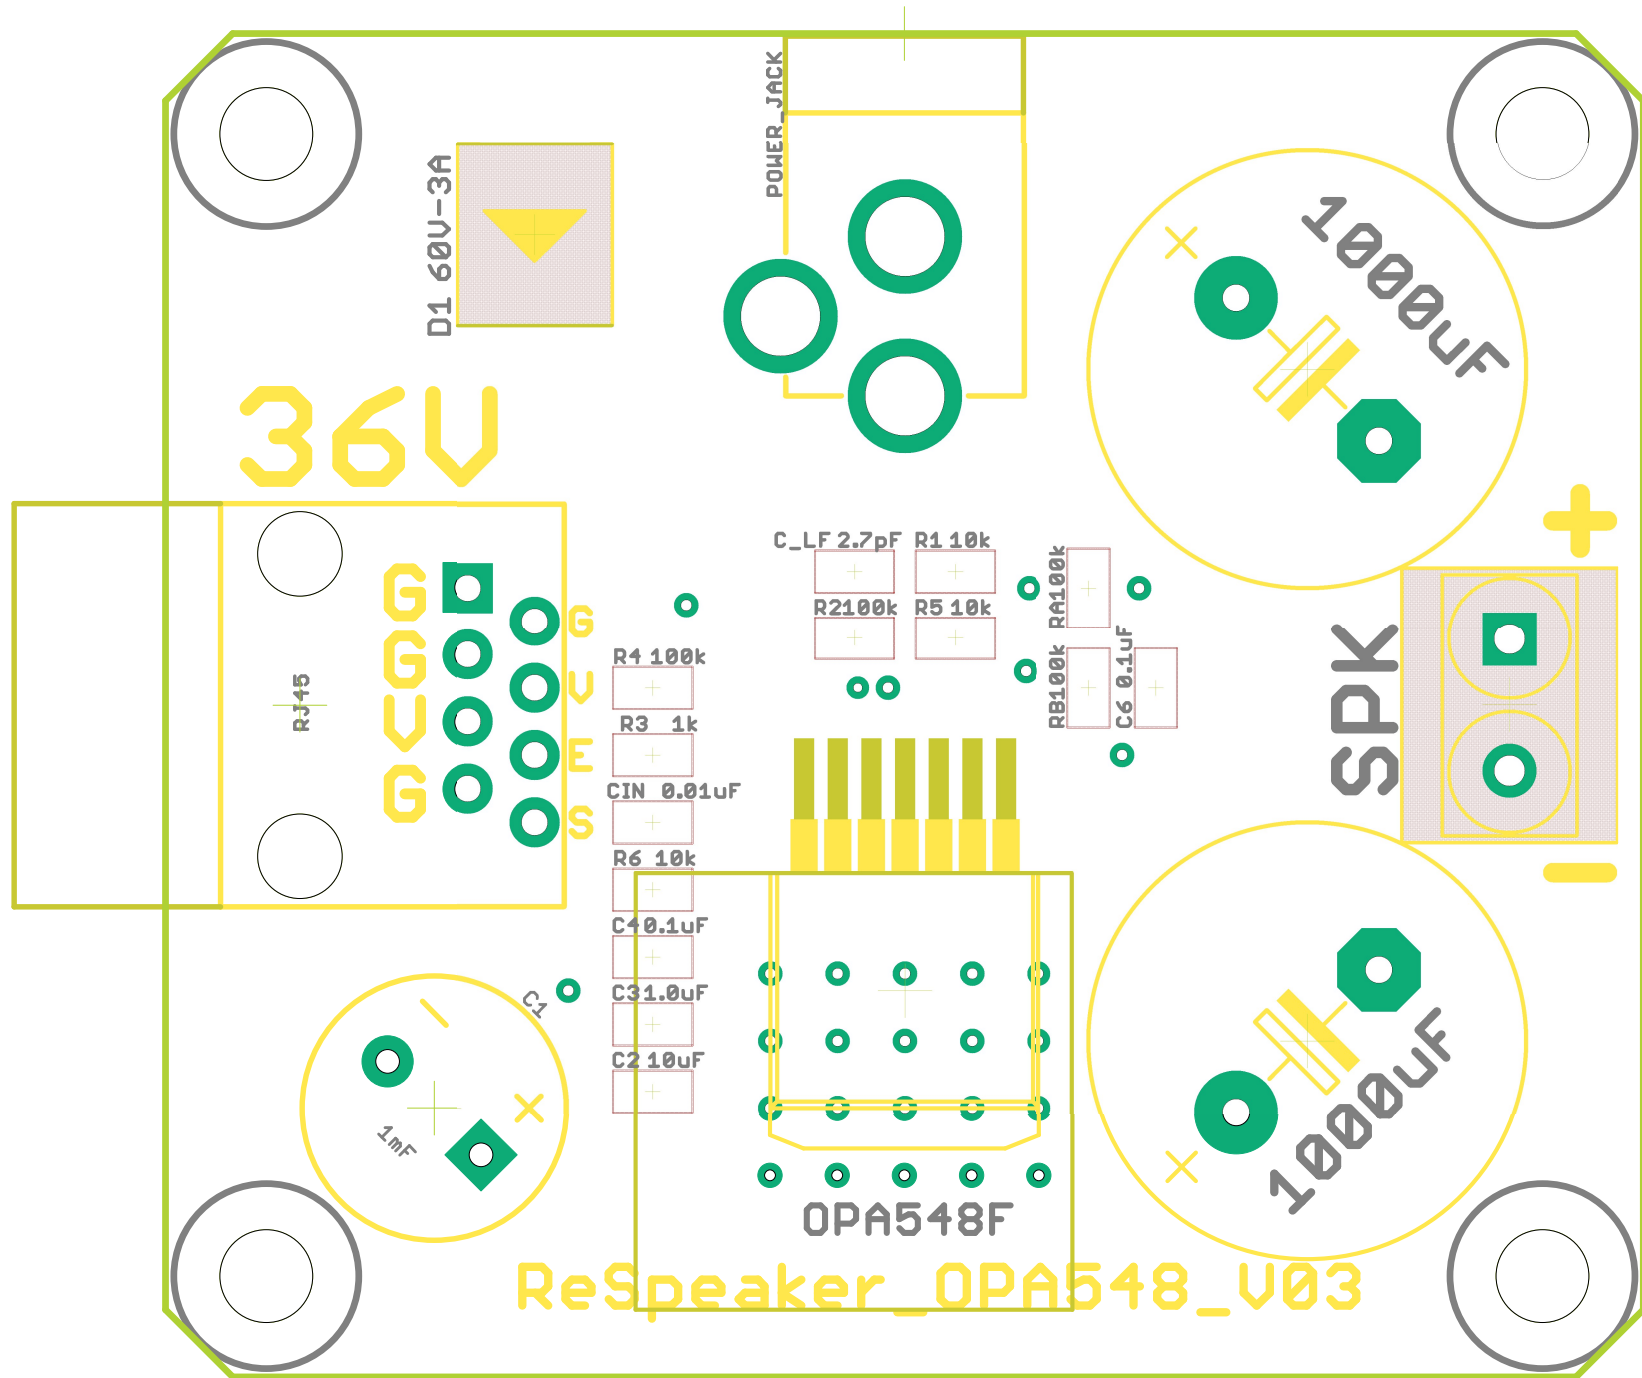 POWER_JACK
D1 60V-3A
1000uF
36V
+
C_LF 2.7pF
R1 10k
RA100k
R2100k
R5 10k
G
G
V
G
G
V
E
S
RJ45
R4 100k
RB100k
C6 0.1uF
SPK
R3 1k
CIN 0.01uF
R6 10k
-
C40.1uF
C31.0uF
C1
C2 10uF
1mF
1000uF
OPA548F
ReSpeaker_OPA548_V03